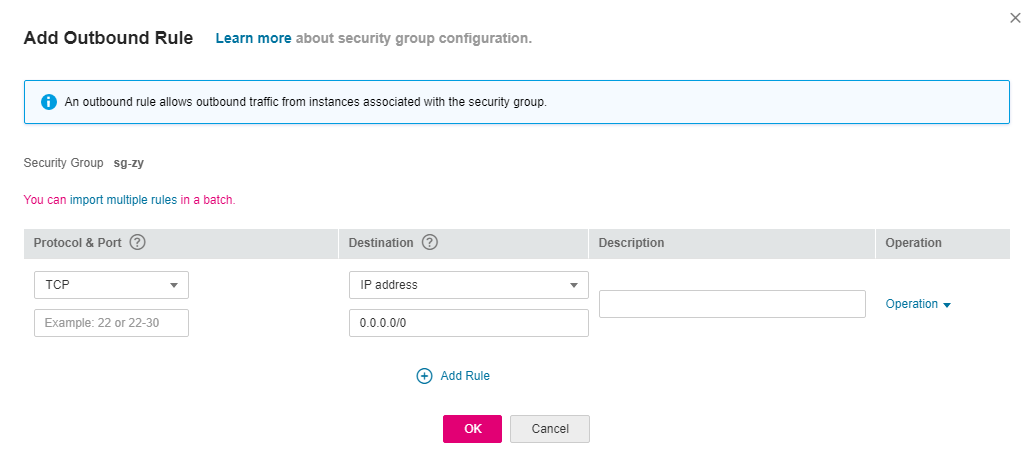 Add Outbound Rule Learn more about security group configuration.
An outbound rule allows outbound traffic from instances associated with the security group.
Security Group sg-zy
You can import multiple rules in a batch.
Protocol & Port Destination Description Operation
TCP IP address
Operation
Example: 22 or 22-30 0.0.0.0/0
Add Rule
OK Cancel